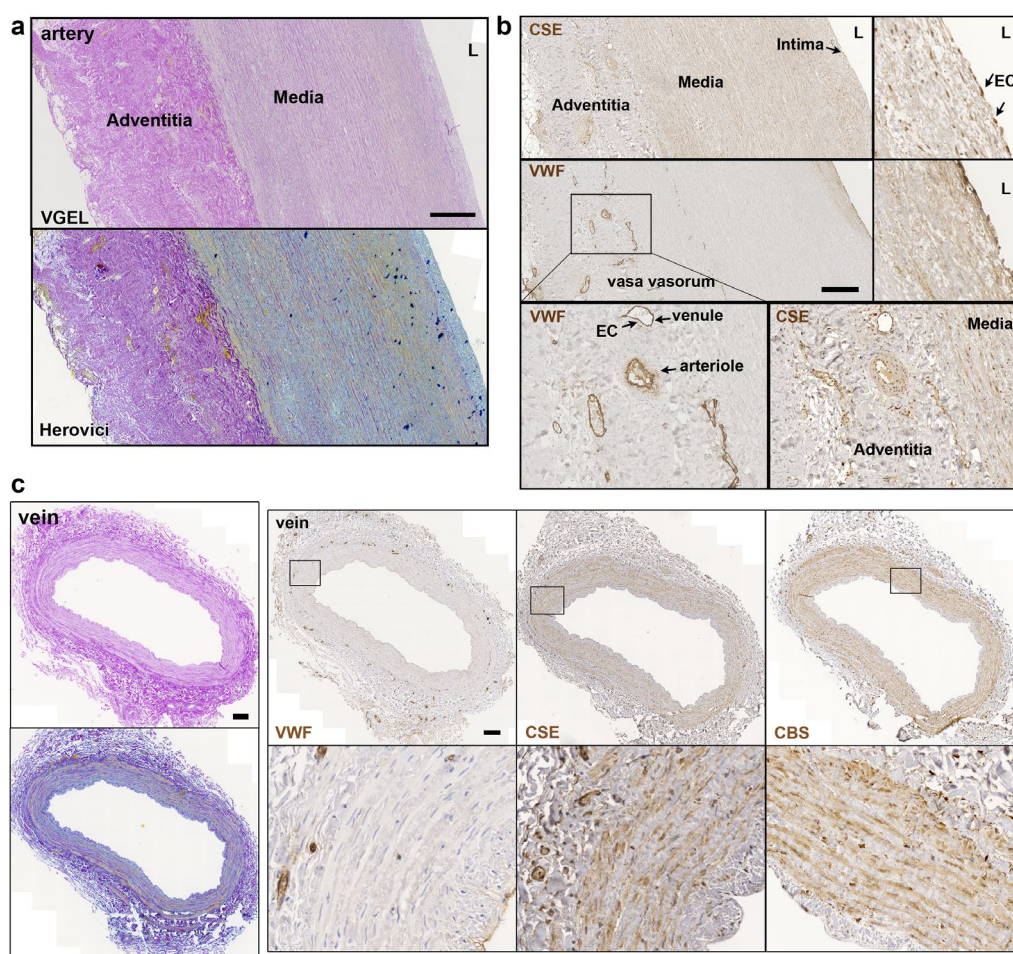 a
artery
L
Media
Adventitia
VGEL
Herovici
b
CSE
L
Intima
Media
Adventitia
L
EC
VWF
vasa vasorum
L
VWF
venule
EC
arteriole
CSE
Media
Adventitia
c
vein
vein
VWF
CSE
CBS